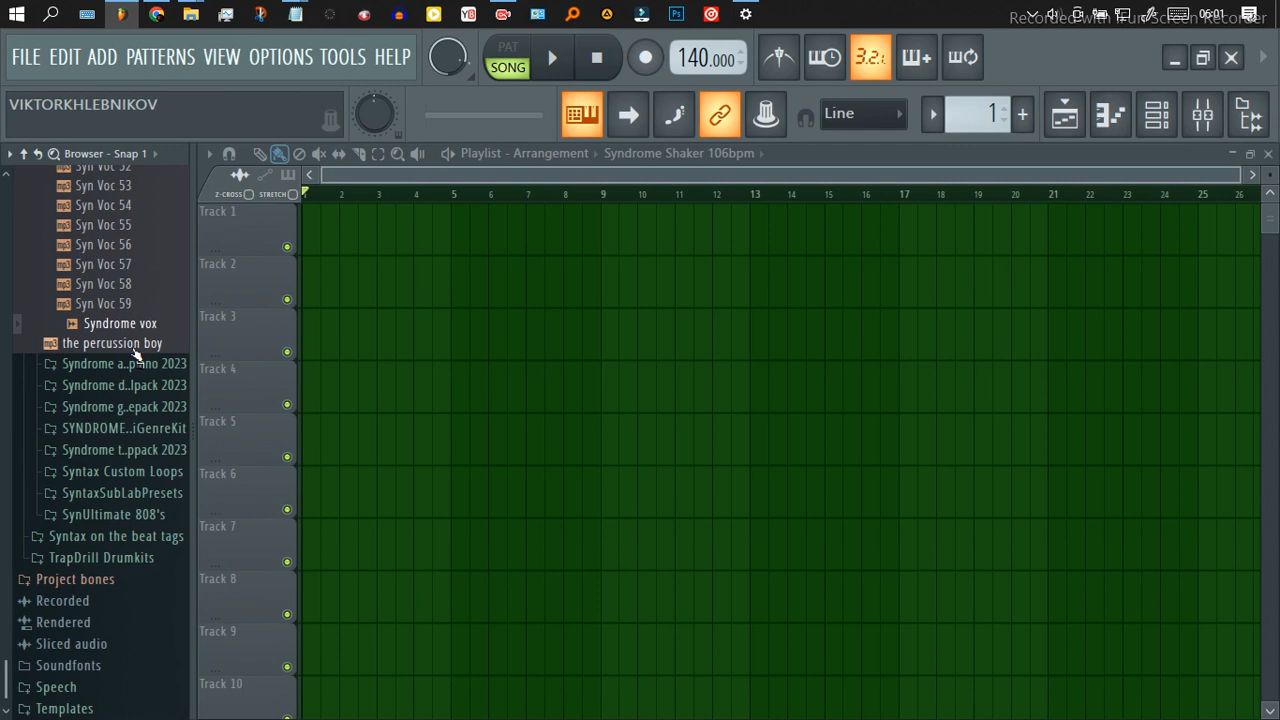 06:01
Recorded with iFun Screen Recorder
FILE EDIT ADD PATTERNS VIEW OPTIONS TOOLS HELP
PAT
SONG
140.000
3.2.
VIKTORKHLEBNIKOV
Line
1
Browser - Snap 1
Playlist - Arrangement
Syndrome Shaker 106bpm
Z-CROSS
STRETCH
1 2 3 4 5 6 7 8 9 10 11 12 13 14 15 16 17 18 19 20 21 22 23 24 25 26
Syn Voc 52
Syn Voc 53
Syn Voc 54
Syn Voc 55
Syn Voc 56
Syn Voc 57
Syn Voc 58
Syn Voc 59
Syndrome vox
the percussion boy
Syndrome a..piano 2023
Syndrome d..lpack 2023
Syndrome g..epack 2023
SYNDROME..iGenreKit
Syndrome t..ppack 2023
Syntax Custom Loops
SyntaxSubLabPresets
SynUltimate 808's
Syntax on the beat tags
TrapDrill Drumkits
Project bones
Recorded
Rendered
Sliced audio
Soundfonts
Speech
Templates
Track 1
Track 2
Track 3
Track 4
Track 5
Track 6
Track 7
Track 8
Track 9
Track 10